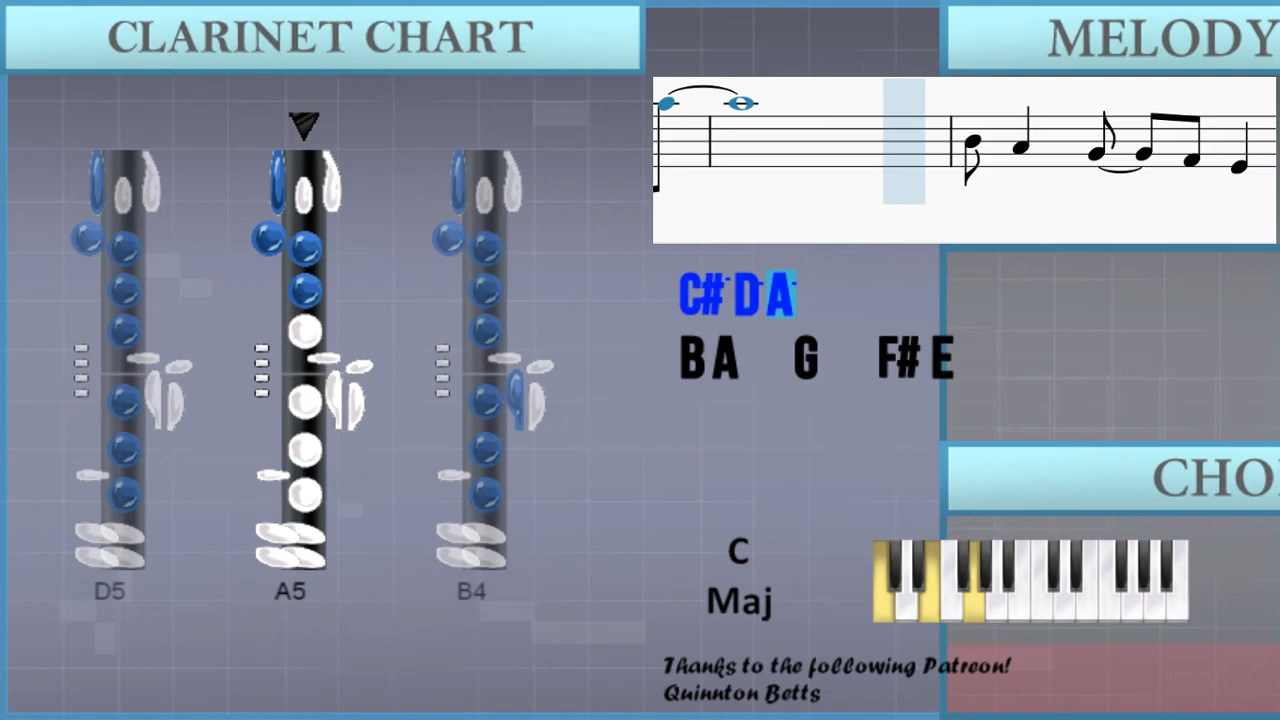 CLARINET CHART
MELODY
C# D A
B A G F# E
D5 A5 B4
C
Maj
CHO
Thanks to the following Patreon!
Quinnton Betts